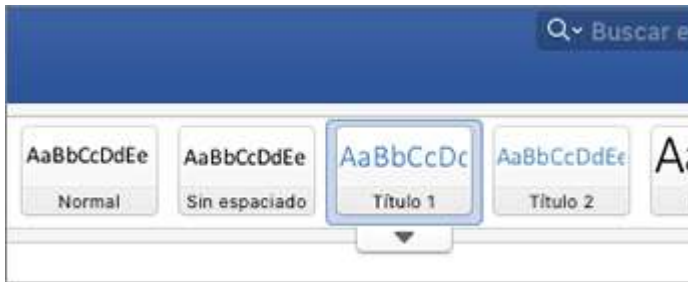 Buscar e
AaBbCcDdEe AaBbCcDdEe AaBbCcDc AaBbCcDdEe Aa
Normal Sin espaciado Título 1 Título 2